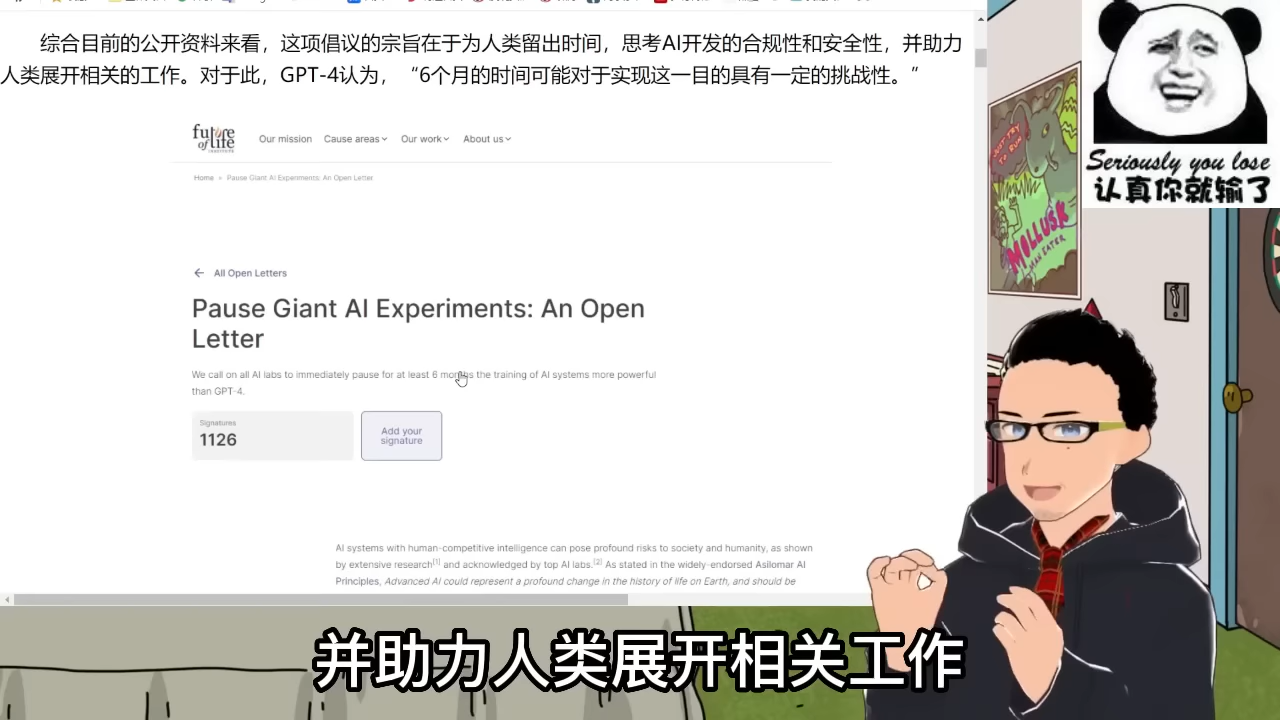 综合目前的公开资料来看，这项倡议的宗旨在于为人类留出时间，思考AI开发的合规性和安全性，并助力
人类展开相关的工作。对于此，GPT-4认为，“6个月的时间可能对于实现这一目的具有一定的挑战性。”
future of life INSTITUTE
Our mission Cause areas Our work About us
Home Pause Giant AI Experiments: An Open Letter
All Open Letters
Pause Giant AI Experiments: An Open
Letter
We call on all AI labs to immediately pause for at least 6 months the training of AI systems more powerful
than GPT-4.
Signatures
1126
Add your
signature
AI systems with human-competitive intelligence can pose profound risks to society and humanity, as shown
by extensive research[1] and acknowledged by top AI labs.[2] As stated in the widely-endorsed Asilomar AI
Principles, Advanced AI could represent a profound change in the history of life on Earth, and should be
Seriously you lose
认真你就输了
JUST TRY
TO RUN
MOLLUSK
MAN EATER
并助力人类展开相关工作